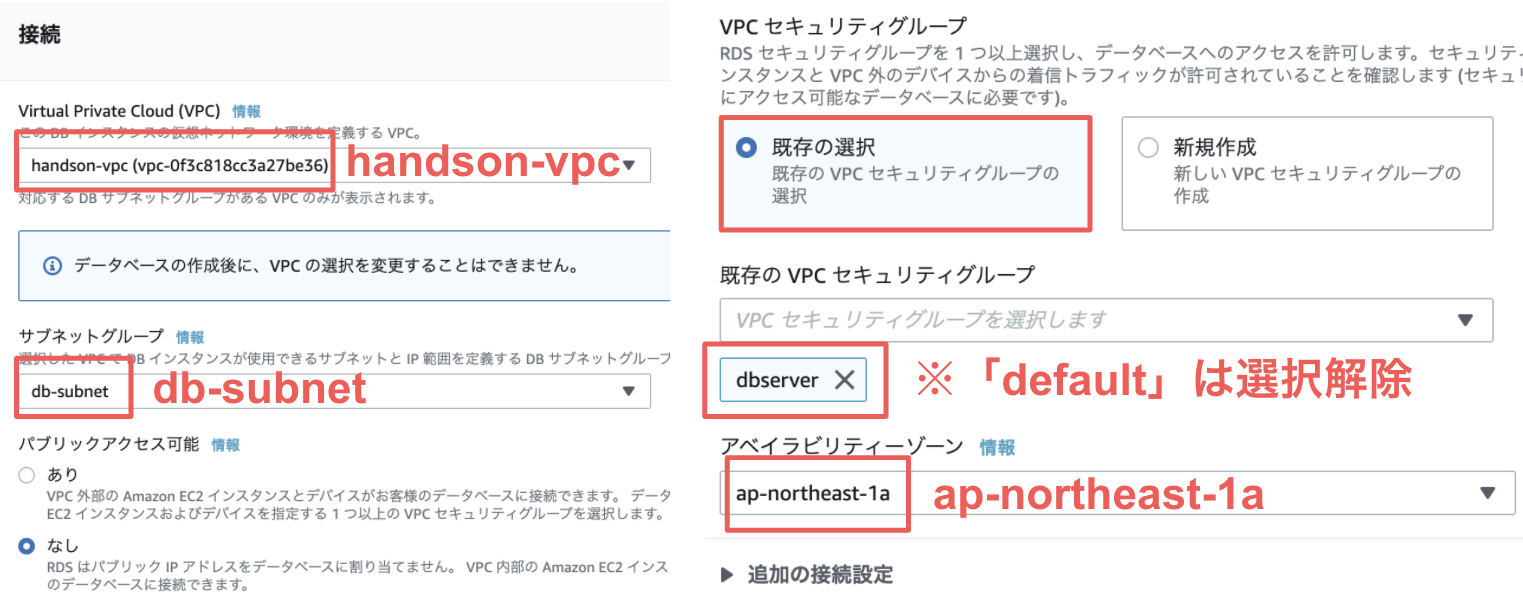 接続
Virtual Private Cloud (VPC) 情報
この DB インスタンスの仮想ネットワーク環境を定義する VPC。
handson-vpc (vpc-0f3c818cc3a27be36) handson-vpc
対応する DB サブネットグループがある VPC のみが表示されます。
データベースの作成後に、VPC の選択を変更することはできません。
サブネットグループ 情報
選択した VPC で DB インスタンスが使用できるサブネットと IP 範囲を定義する DB サブネットグループ
db-subnet db-subnet
パブリックアクセス可能 情報
あり
VPC 外部の Amazon EC2 インスタンスとデバイスがお客様のデータベースに接続できます。 データ
EC2 インスタンスおよびデバイスを指定する 1 つ以上の VPC セキュリティグループを選択します。
なし
RDS はパブリック IP アドレスをデータベースに割り当てません。 VPC 内部の Amazon EC2 インス
のデータベースに接続できます。
VPC セキュリティグループ
RDS セキュリティグループを 1 つ以上選択し、データベースへのアクセスを許可します。セキュリティ
ンスタンスと VPC 外のデバイスからの着信トラフィックが許可されていることを確認します (セキュリ
にアクセス可能なデータベースに必要です)。
既存の選択
既存の VPC セキュリティグループの
選択
新規作成
新しい VPC セキュリティグループの
作成
既存の VPC セキュリティグループ
VPC セキュリティグループを選択します
dbserver ※「default」は選択解除
アベイラビリティーゾーン 情報
ap-northeast-1a ap-northeast-1a
追加の接続設定